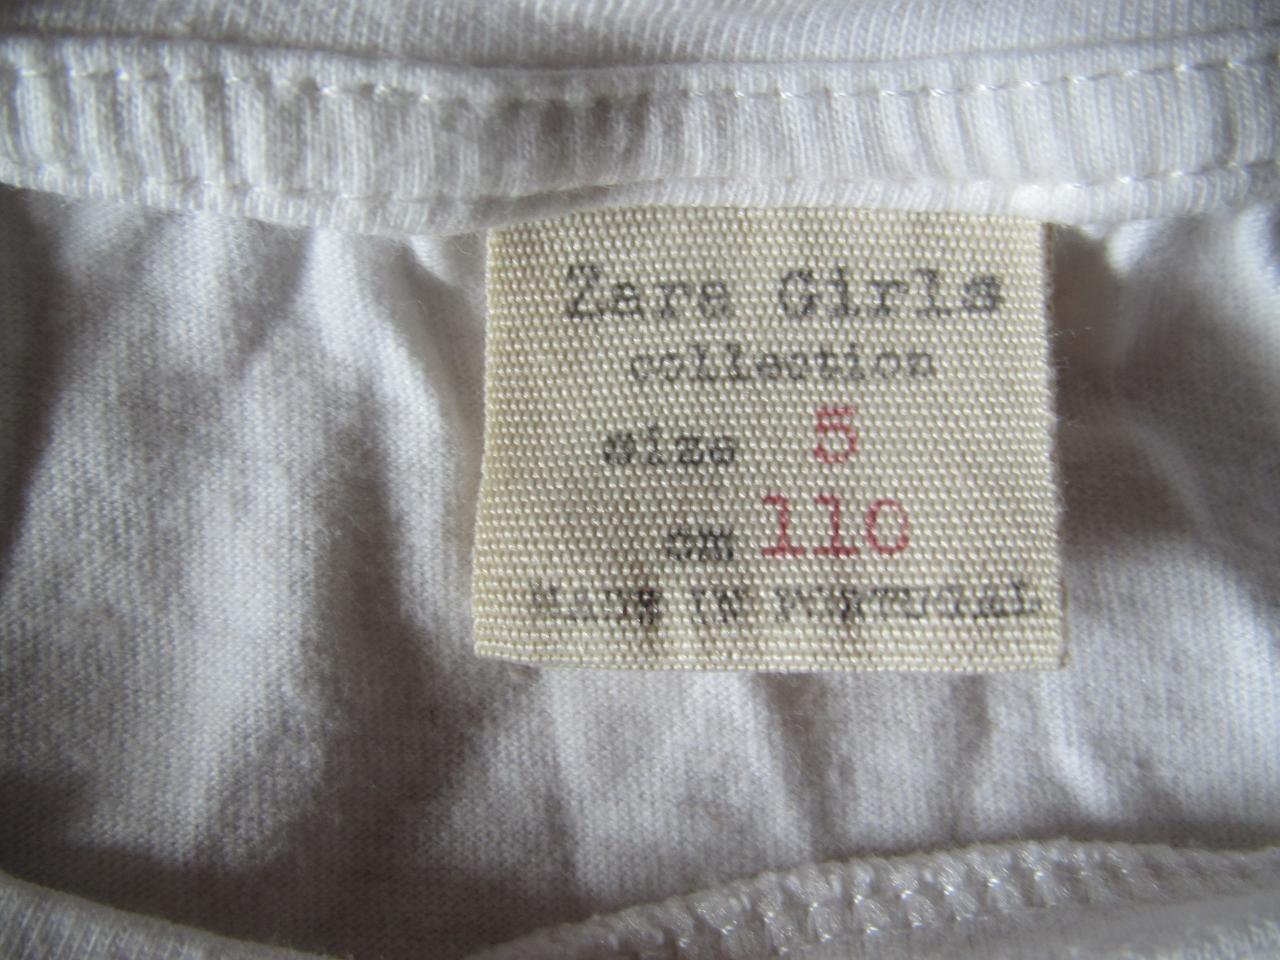 Zara Girls
collection
size 5
cm 110
Made in Portugal